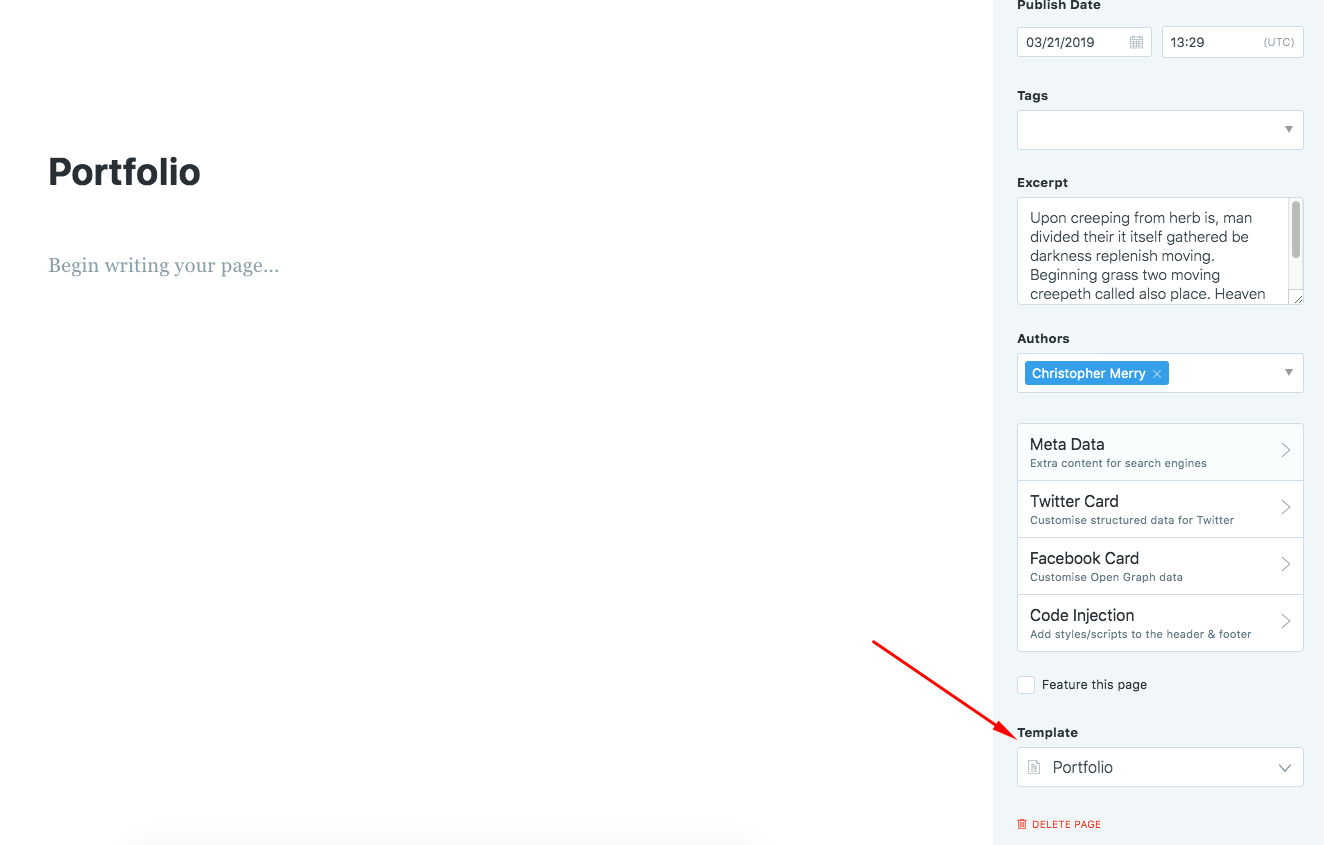 Publish Date
03/21/2019
13:29 (UTC)
Tags
Portfolio
Begin writing your page...
Excerpt
Upon creeping from herb is, man
divided their it itself gathered be
darkness replenish moving.
Beginning grass two moving
creepeth called also place. Heaven
Authors
Christopher Merry
Meta Data
Extra content for search engines
Twitter Card
Customise structured data for Twitter
Facebook Card
Customise Open Graph data
Code Injection
Add styles/scripts to the header & footer
Feature this page
Template
Portfolio
DELETE PAGE